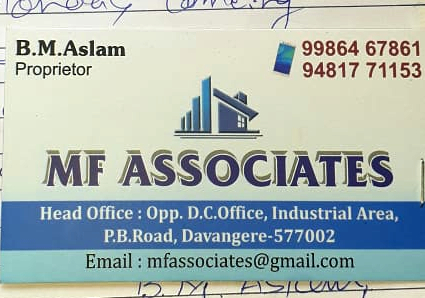 B.M.Aslam
Proprietor
99864 67861
94817 71153
MF ASSOCIATES
Head Office : Opp. D.C.Office, Industrial Area,
P.B.Road, Davangere-577002
Email : mfassociates@gmail.com